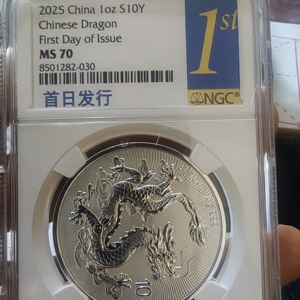 2025 China 1oz S10Y
Chinese Dragon
First Day of Issue
MS 70
8501282-030
首日发行
1st
NGC®
10